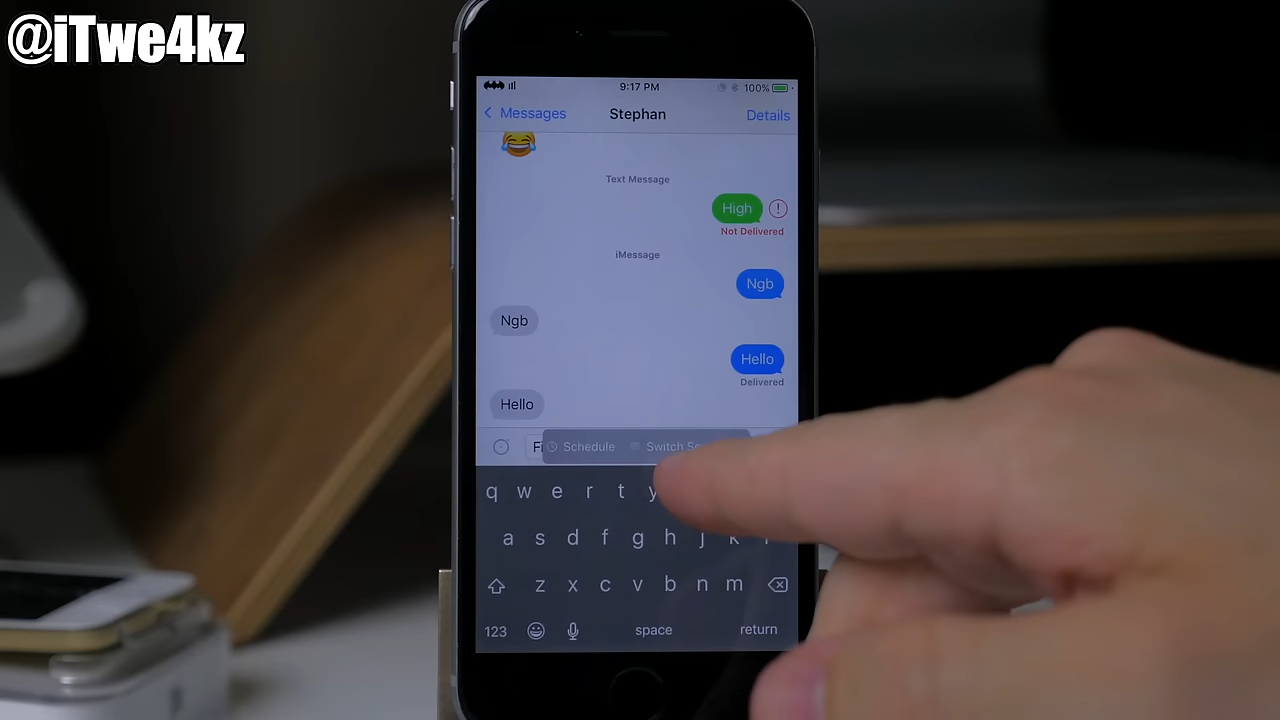 @iTwe4kz
9:17 PM
100%
Messages
Stephan
Details
Text Message
High
Not Delivered
iMessage
Ngb
Ngb
Hello
Delivered
Hello
Schedule
Switch
q w e r t y
a s d f g h j k
z x c v b n m
123
space
return